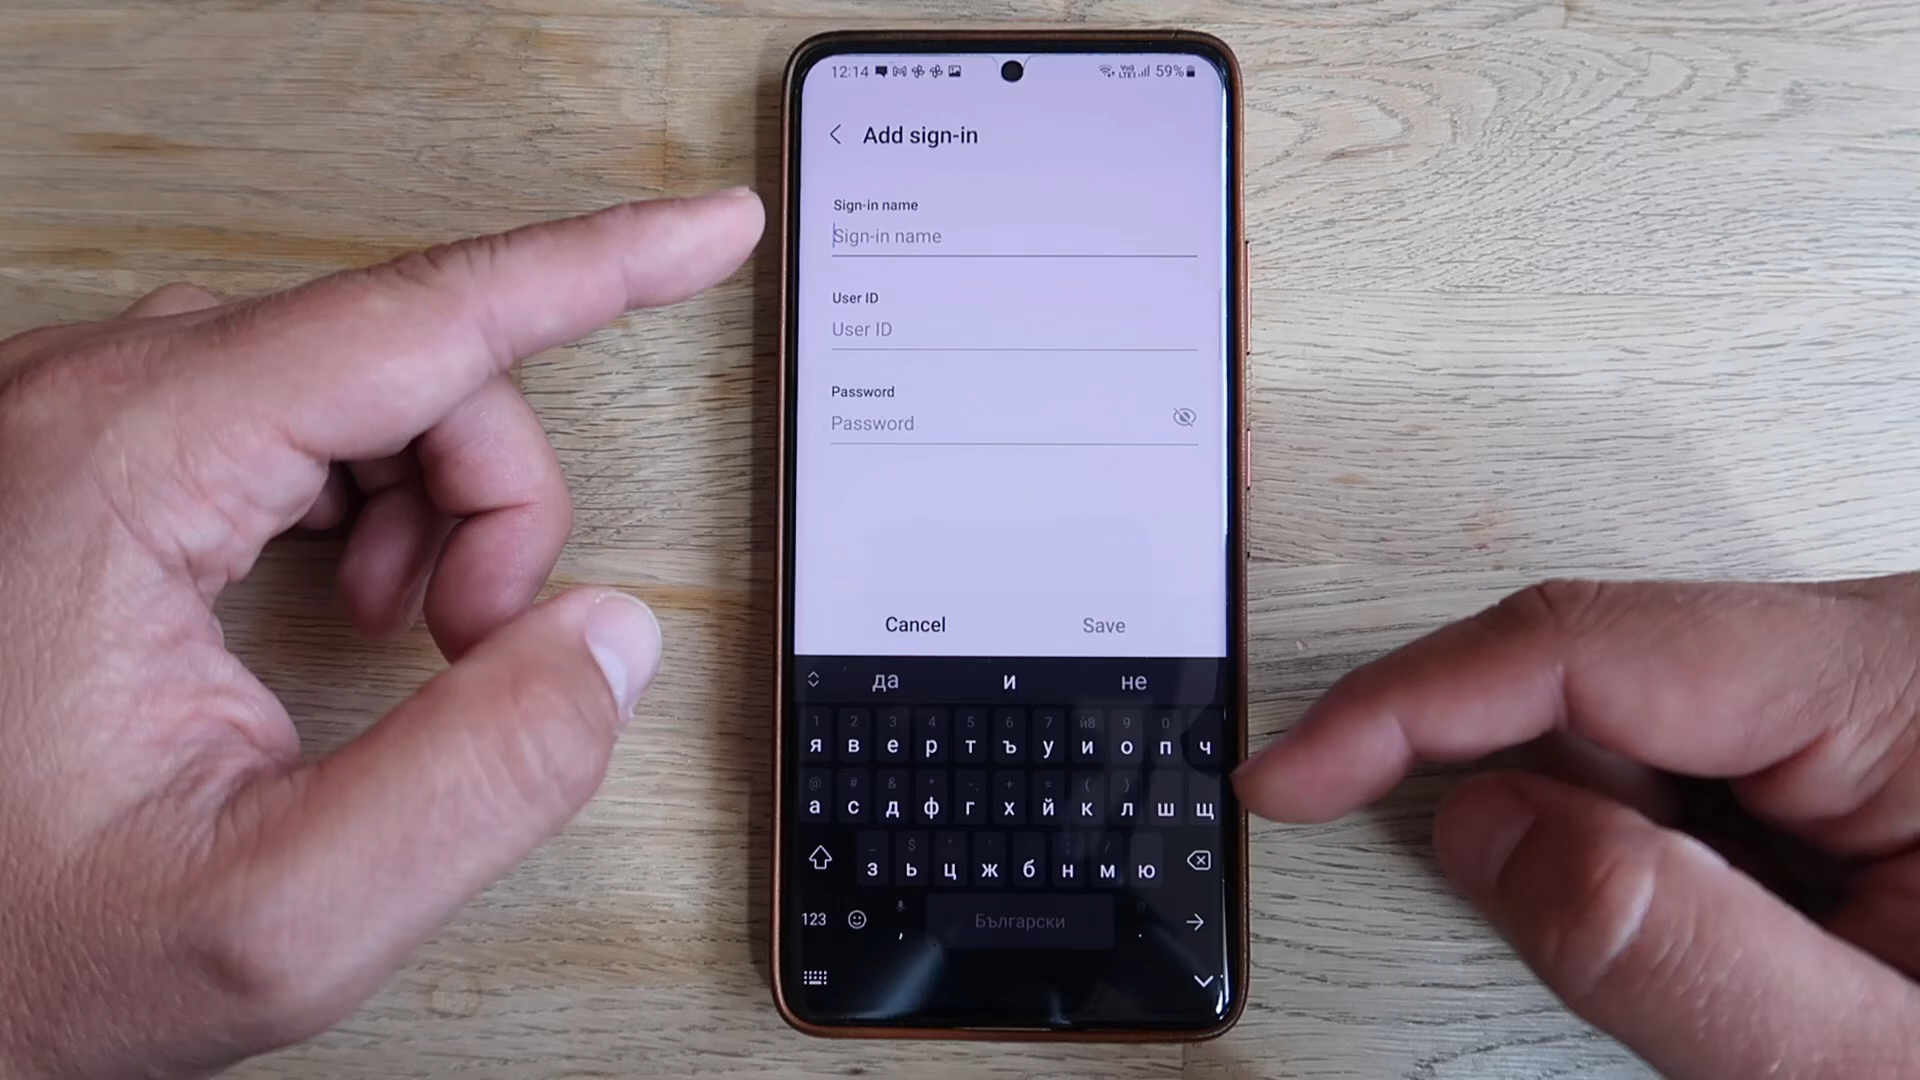 12:14 59%
Add sign-in
Sign-in name
Sign-in name
User ID
User ID
Password
Password
Cancel Save
да и не
1 2 3 4 5 6 7 й8 9 0
я в е р т ъ у и о п ч
@ # & * - + = ( )
а с д ф г х й к л ш щ
з ь ц ж б н м ю
123 , Български .